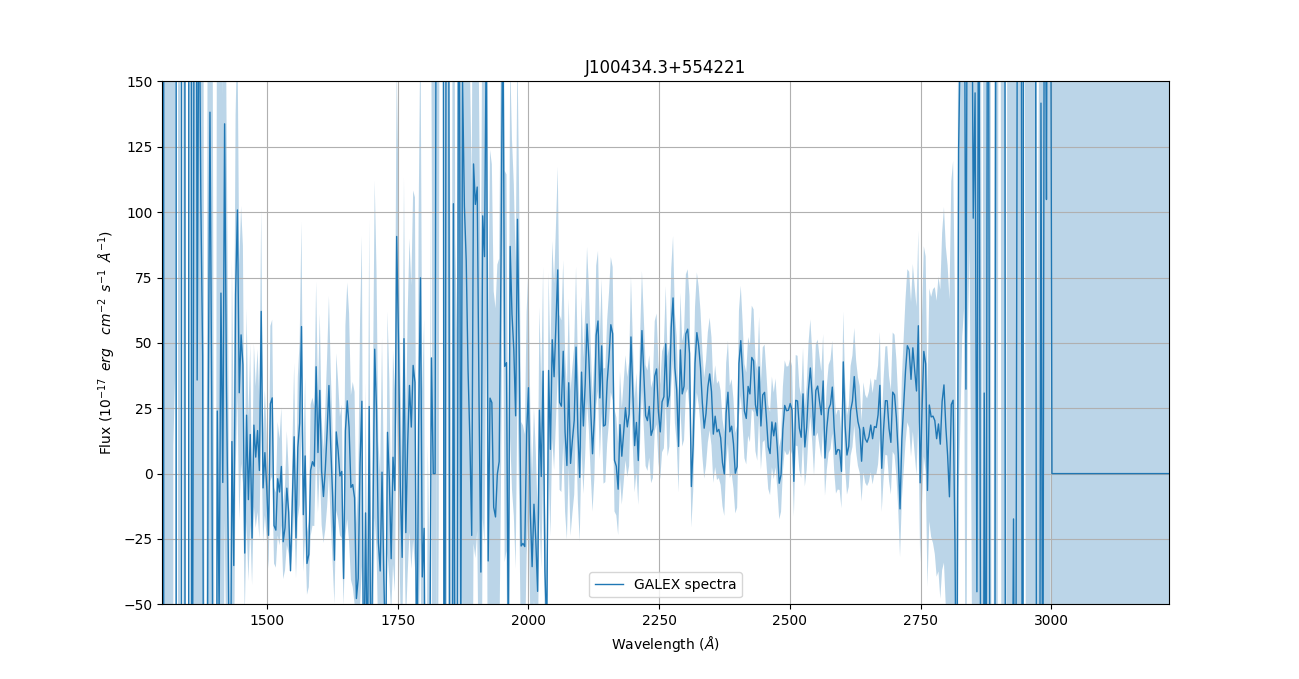 J100434.3+554221
150
125
100
75
50
25
0
−25
−50
Flux (10⁻¹⁷ erg cm⁻² s⁻¹ Å⁻¹)
GALEX spectra
1500 1750 2000 2250 2500 2750 3000
Wavelength (Å)